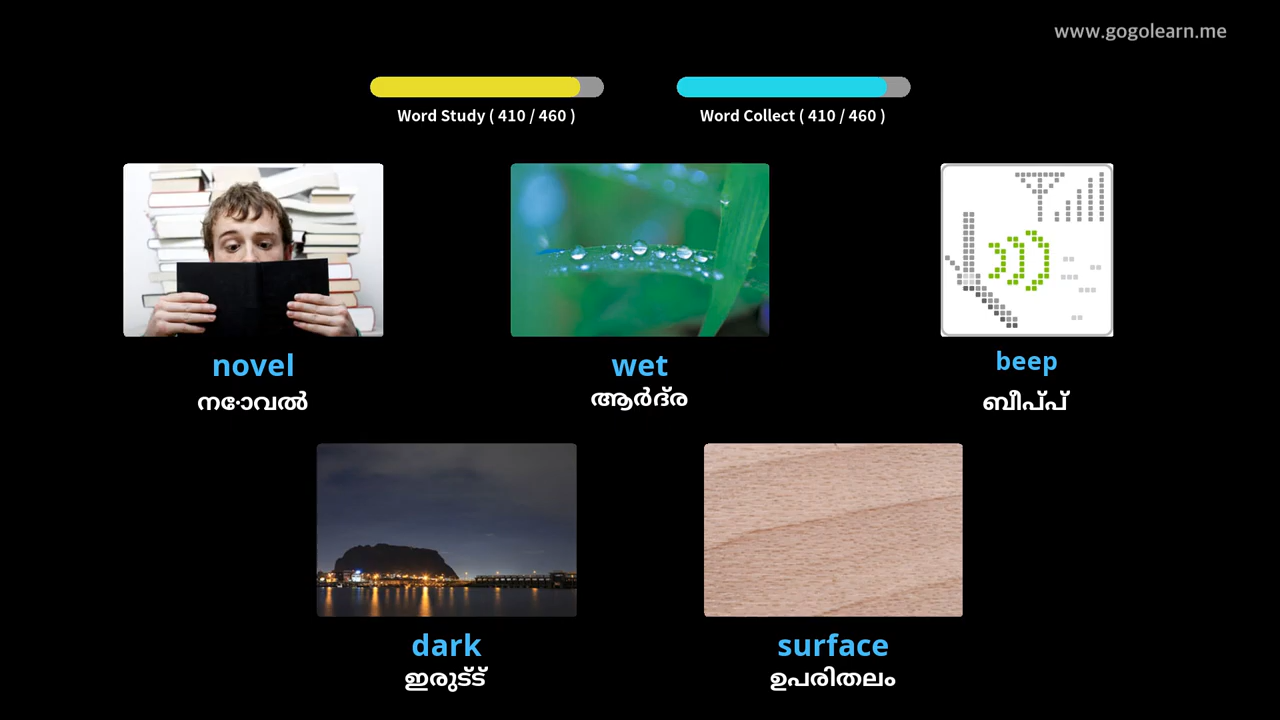 www.gogolearn.me
Word Study ( 410 / 460 )
Word Collect ( 410 / 460 )
novel
നോവൽ
wet
ആർദ്ര
beep
ബീപ്പ്
dark
ഇരുട്ട്
surface
ഉപരിതലം